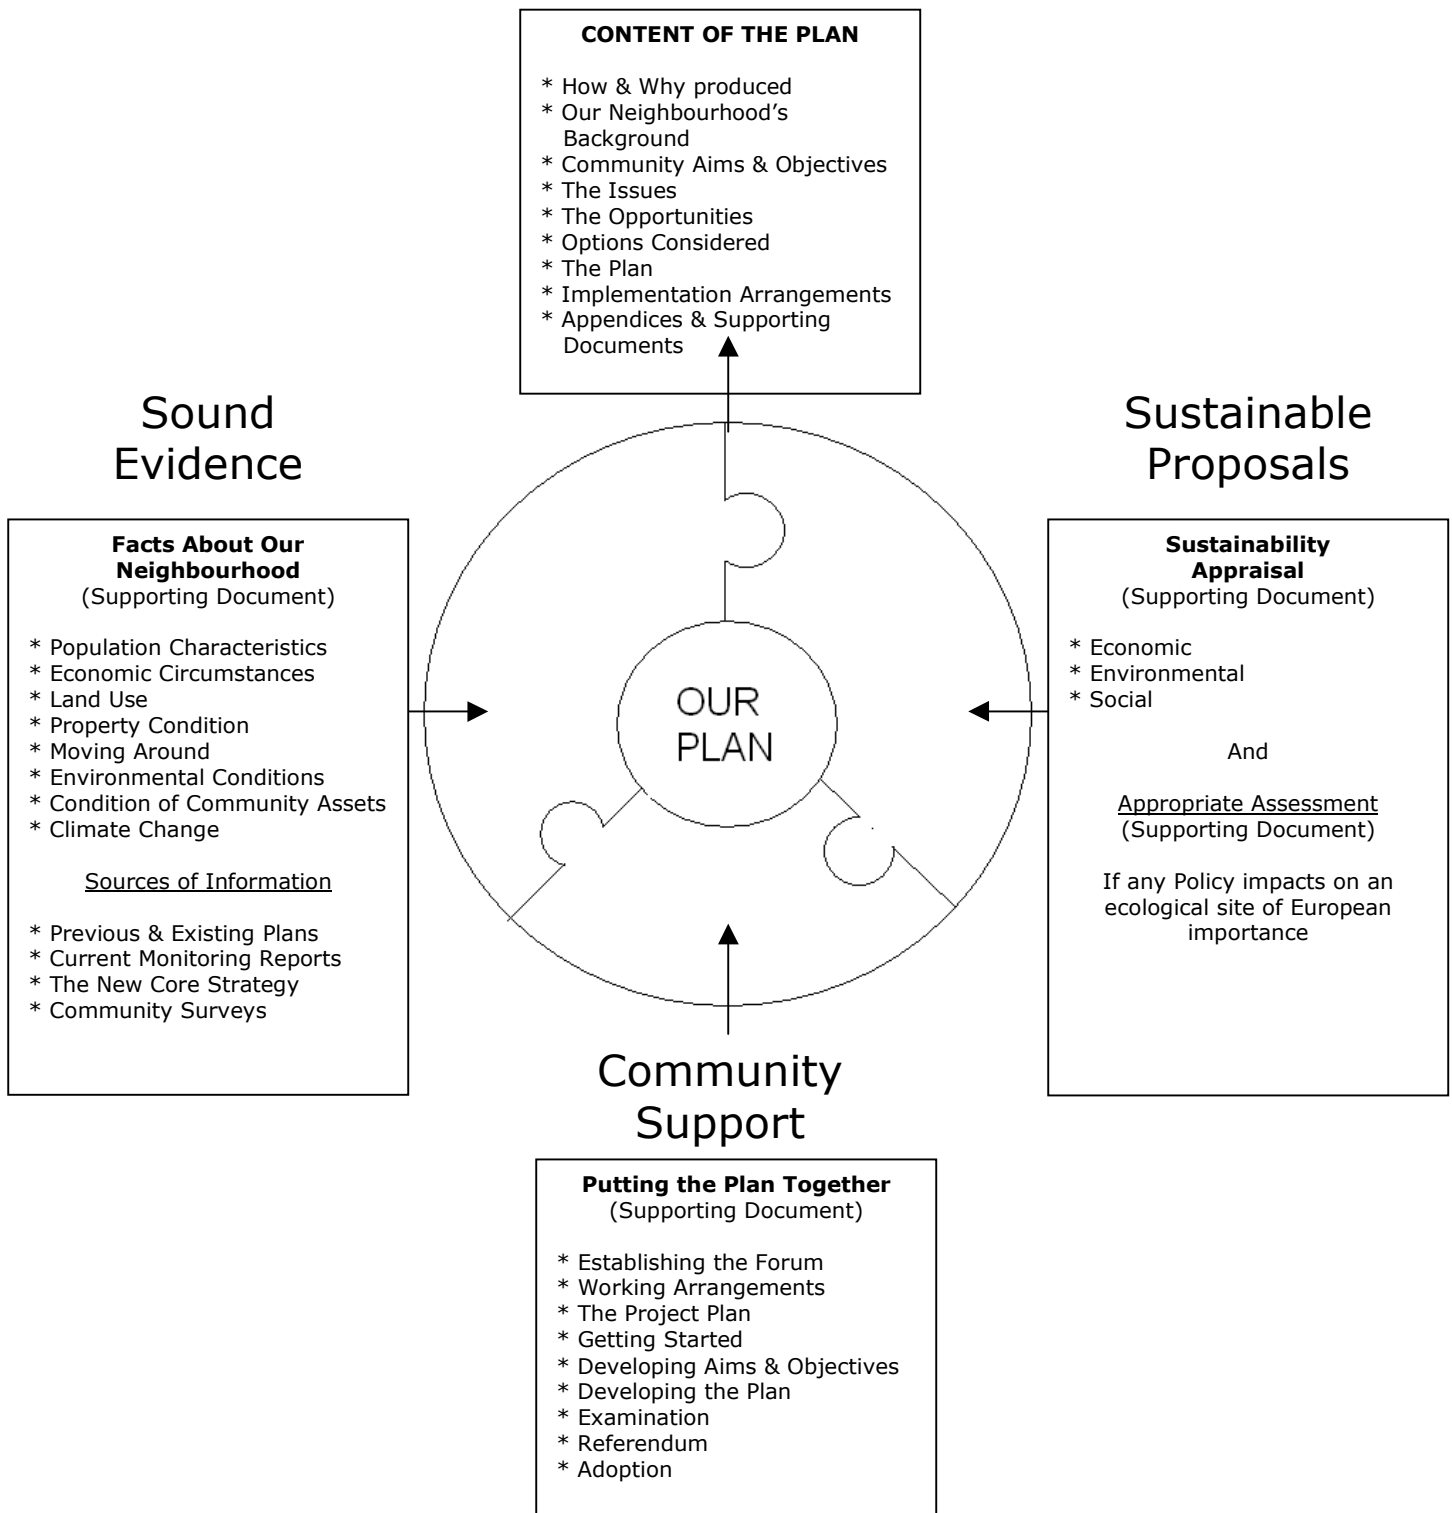 CONTENT OF THE PLAN
* How & Why produced
* Our Neighbourhood's
Background
* Community Aims & Objectives
* The Issues
* The Opportunities
* Options Considered
* The Plan
* Implementation Arrangements
* Appendices & Supporting
Documents
Sound
Evidence
Facts About Our
Neighbourhood
(Supporting Document)
* Population Characteristics
* Economic Circumstances
* Land Use
* Property Condition
* Moving Around
* Environmental Conditions
* Condition of Community Assets
* Climate Change
Sources of Information
* Previous & Existing Plans
* Current Monitoring Reports
* The New Core Strategy
* Community Surveys
OUR
PLAN
Sustainable
Proposals
Sustainability
Appraisal
(Supporting Document)
* Economic
* Environmental
* Social
And
Appropriate Assessment
(Supporting Document)
If any Policy impacts on an
ecological site of European
importance
Community
Support
Putting the Plan Together
(Supporting Document)
* Establishing the Forum
* Working Arrangements
* The Project Plan
* Getting Started
* Developing Aims & Objectives
* Developing the Plan
* Examination
* Referendum
* Adoption